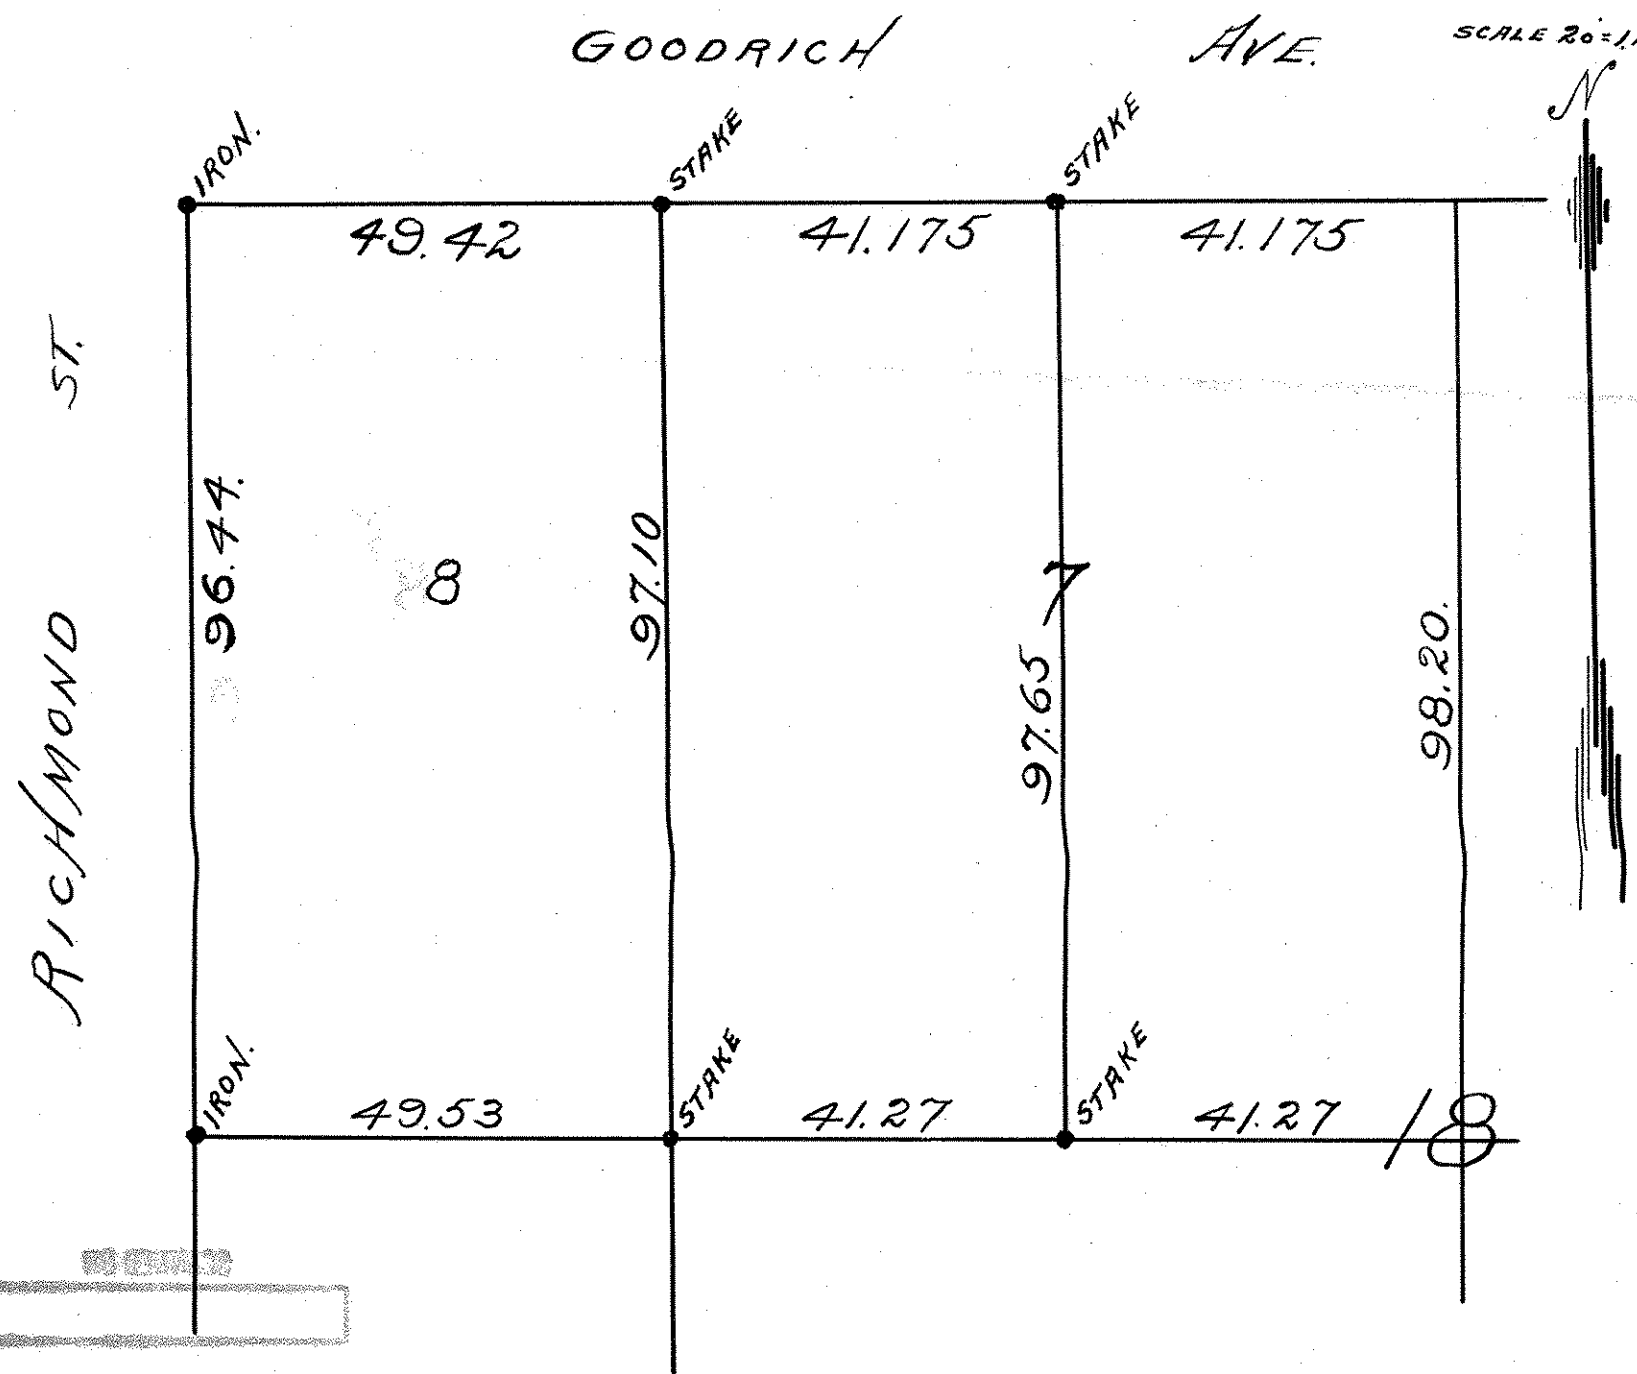 GOODRICH AVE.
SCALE 20=1
N
IRON.
STAKE
STAKE
49.42
41.175
41.175
RICHMOND ST.
96.44.
8
97.10
7
97.65
98.20.
IRON.
STAKE
STAKE
49.53
41.27
41.27
18